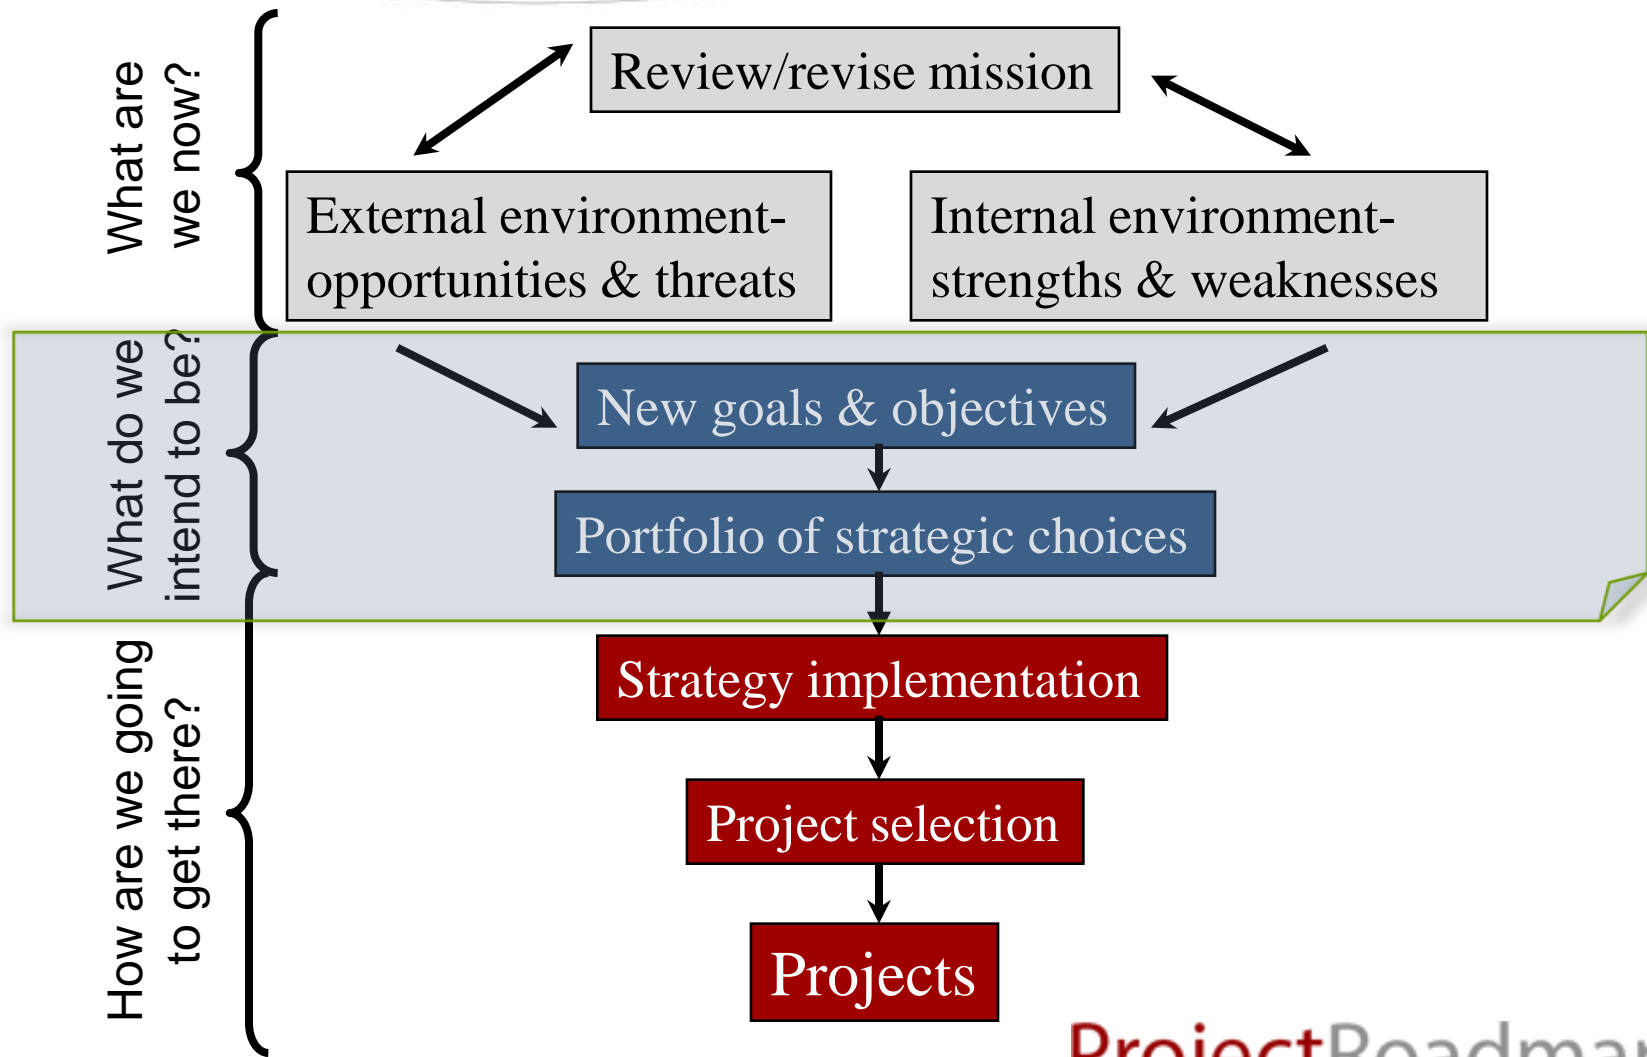 What are
we now?
Review/revise mission
External environment-
opportunities & threats
Internal environment-
strengths & weaknesses
What do we
intend to be?
New goals & objectives
Portfolio of strategic choices
How are we going
to get there?
Strategy implementation
Project selection
Projects